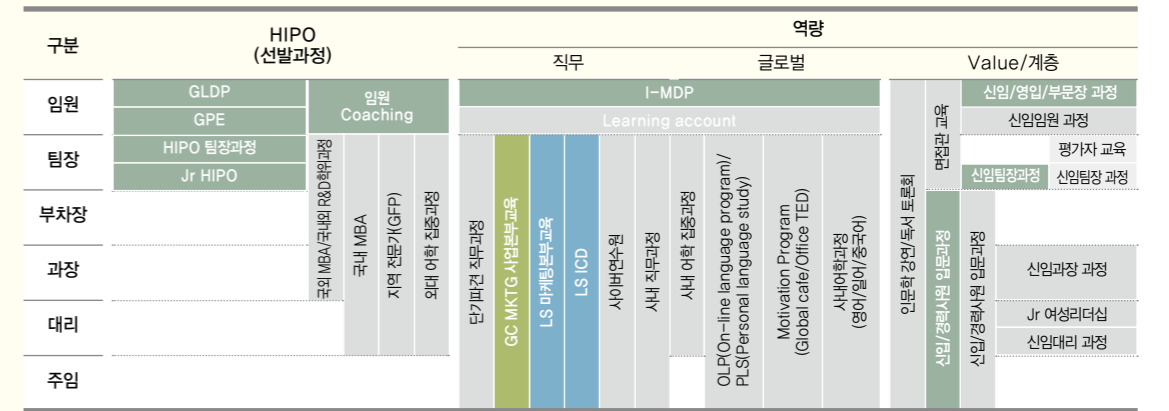 구분
HIPO
(선발과정)
역량
직무
글로벌
Value/계층
임원
팀장
부차장
과장
대리
주임
GLDP
GPE
HIPO 팀장과정
Jr HIPO
임원
Coaching
국외 MBA/국내외 R&D학위과정
국내 MBA
지역 전문가(GFP)
외대 어학 집중과정
I-MDP
Learning account
단기파견 직무과정
GC MKTG 사업본부교육
LS 마케팅본부교육
LS ICD
사이버연수원
사내 직무과정
사내 어학 집중과정
OLP(On-line language program)/
PLS(Personal language study)
Motivation Program
(Global cafe/Office TED)
사내어학과정
(영어/일어/중국어)
인문학 강연/독서 토론회
면접관 교육
신입/경력사원 입문과정
신입/경력사원 입문과정
신임/영입/부문장 과정
신임임원 과정
평가자 교육
신임팀장과정
신임팀장 과정
신임과장 과정
Jr 여성리더십
신임대리 과정